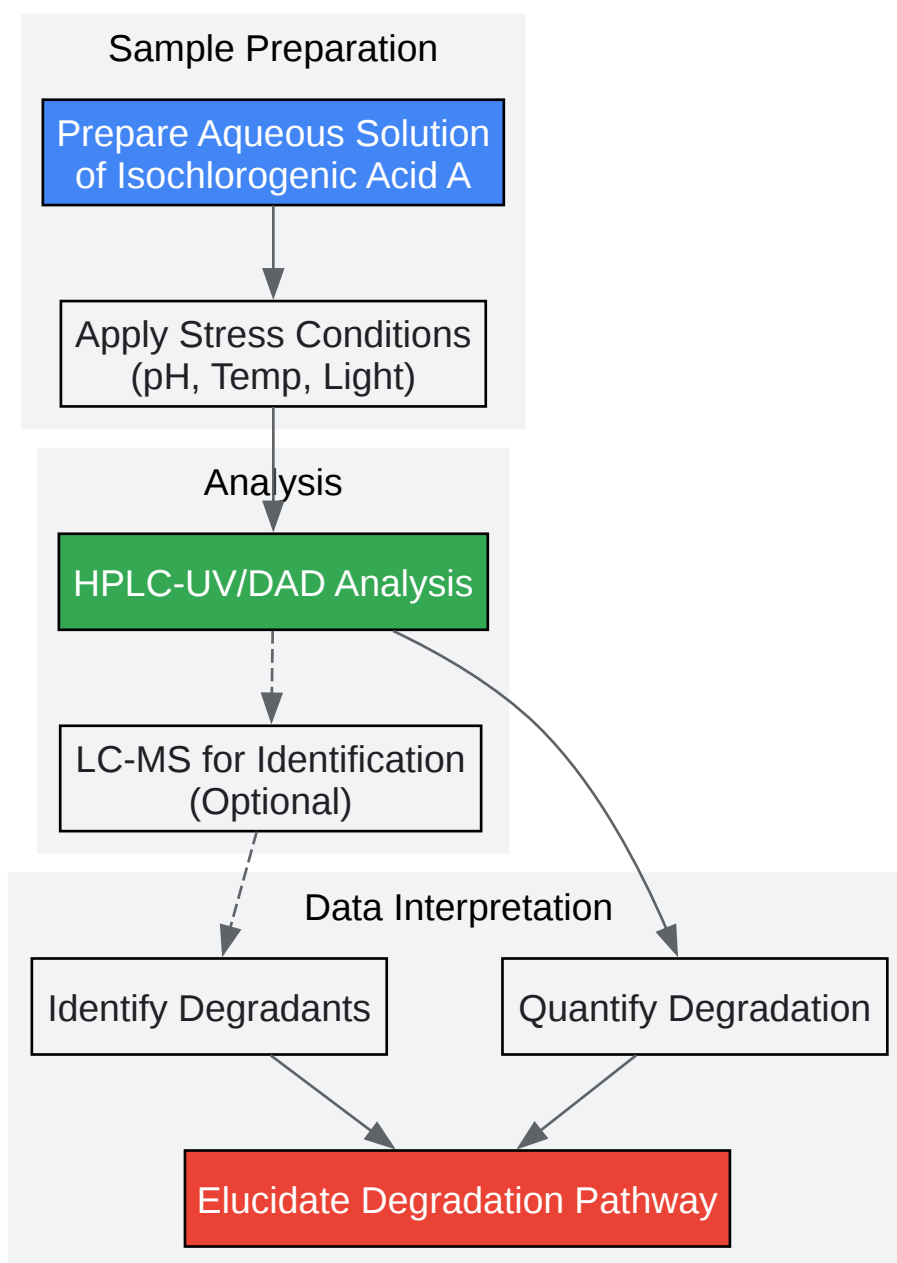 Sample Preparation
Prepare Aqueous Solution
of Isochlorogenic Acid A
Apply Stress Conditions
(pH, Temp, Light)
Analysis
HPLC-UV/DAD Analysis
LC-MS for Identification
(Optional)
Data Interpretation
Identify Degradants
Quantify Degradation
Elucidate Degradation Pathway